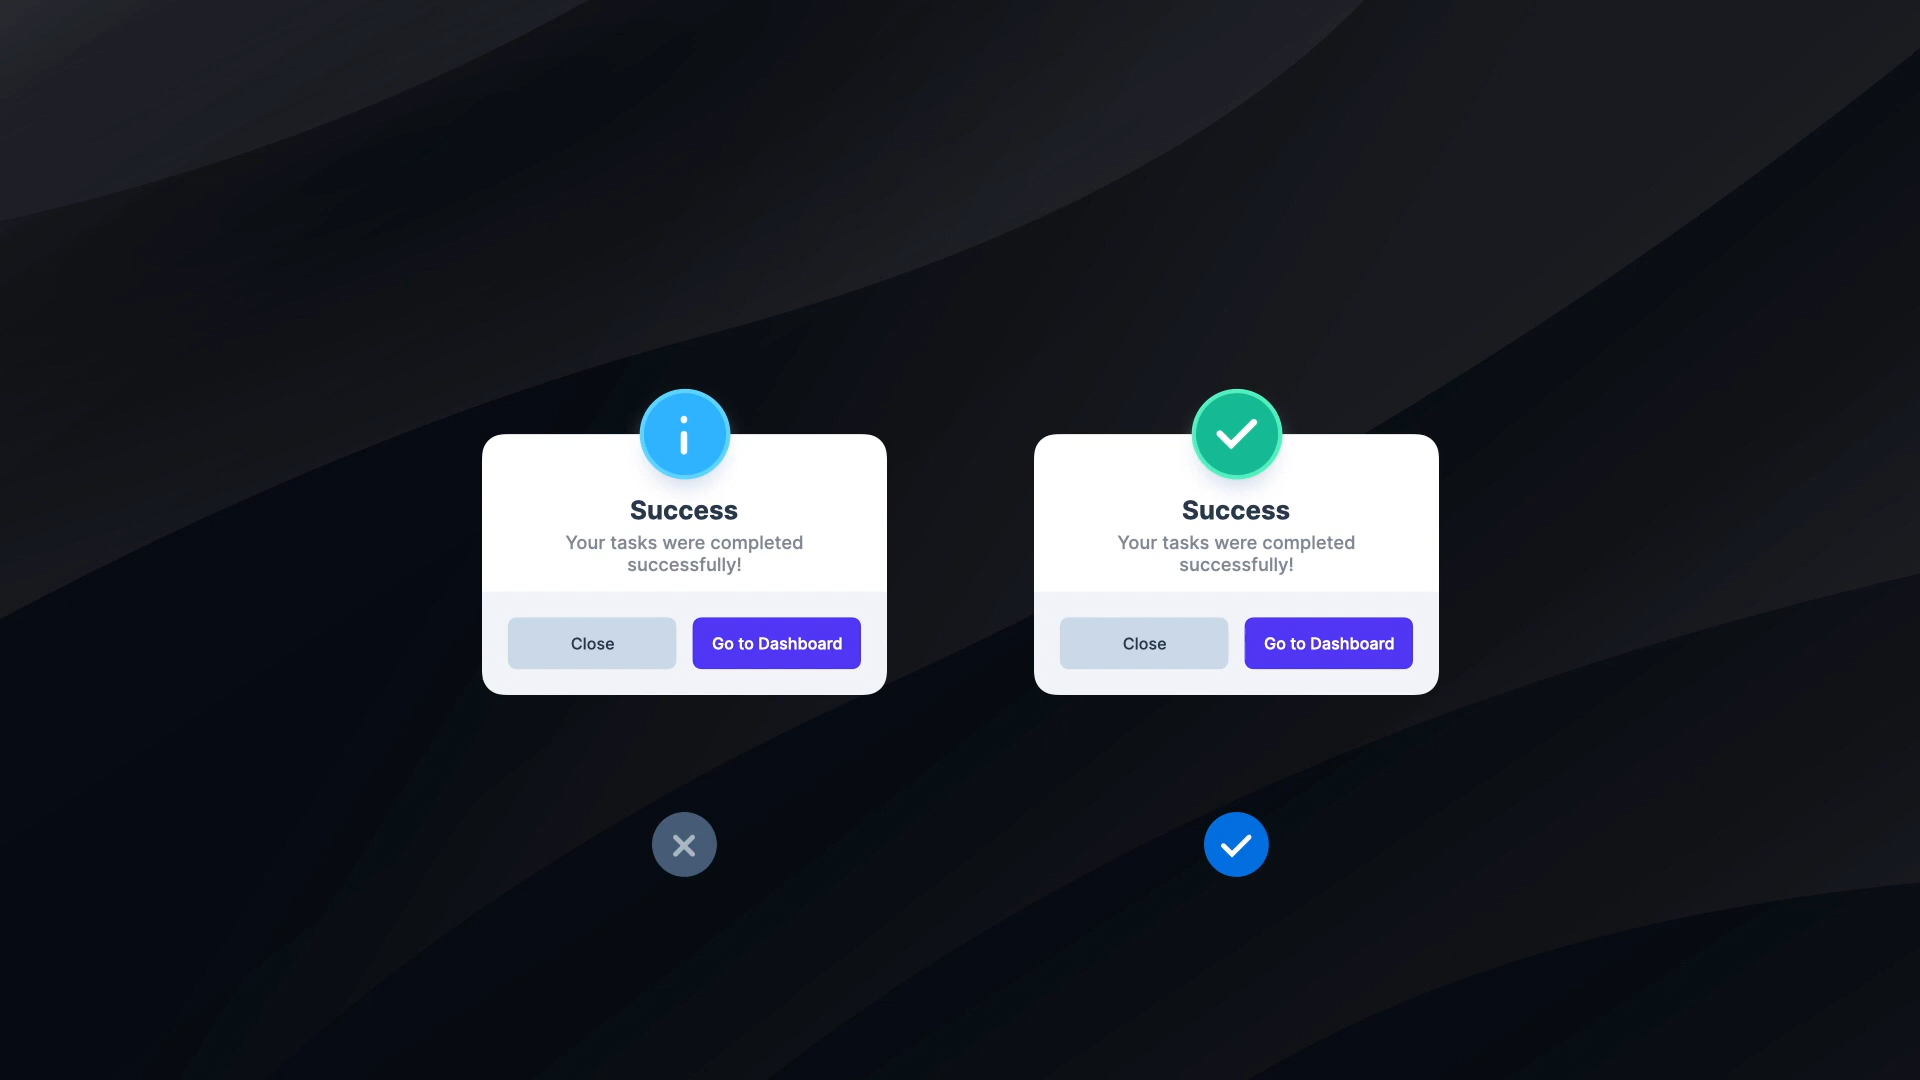 Success
Your tasks were completed
successfully!
Close
Go to Dashboard
Success
Your tasks were completed
successfully!
Close
Go to Dashboard